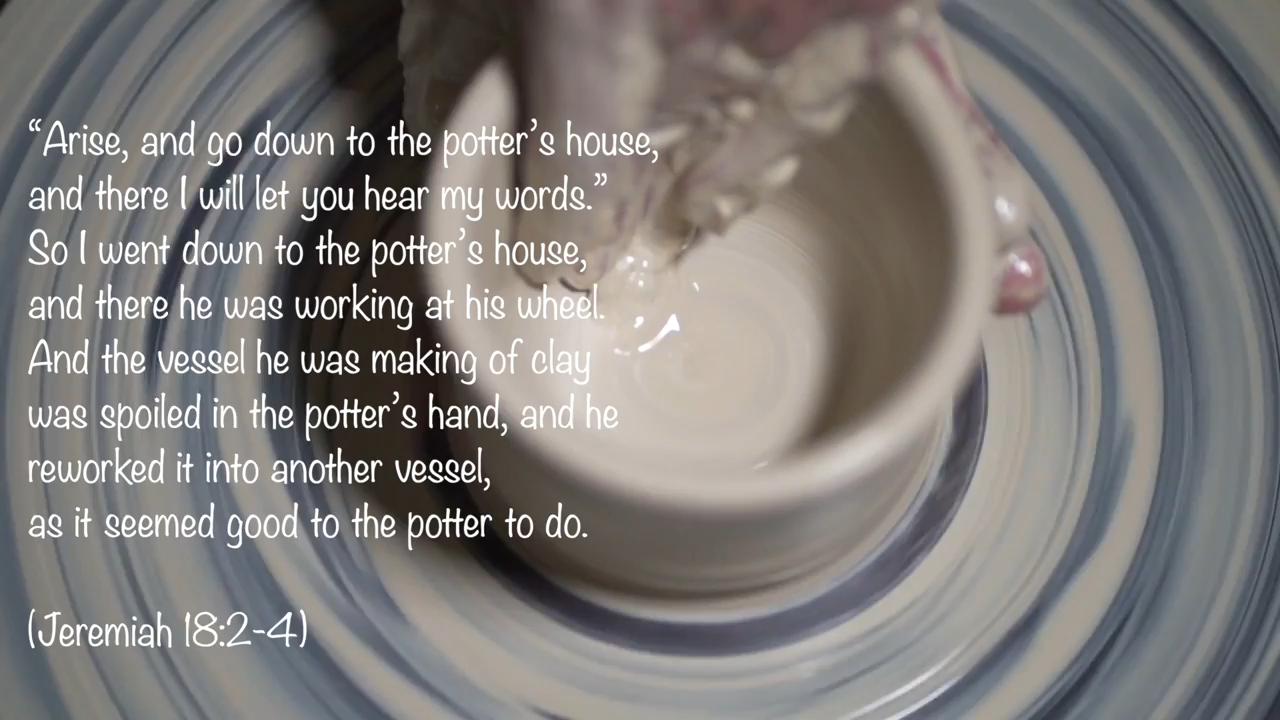 “Arise, and go down to the potter’s house,
and there I will let you hear my words.”
So I went down to the potter’s house,
and there he was working at his wheel.
And the vessel he was making of clay
was spoiled in the potter’s hand, and he
reworked it into another vessel,
as it seemed good to the potter to do.
(Jeremiah 18:2-4)